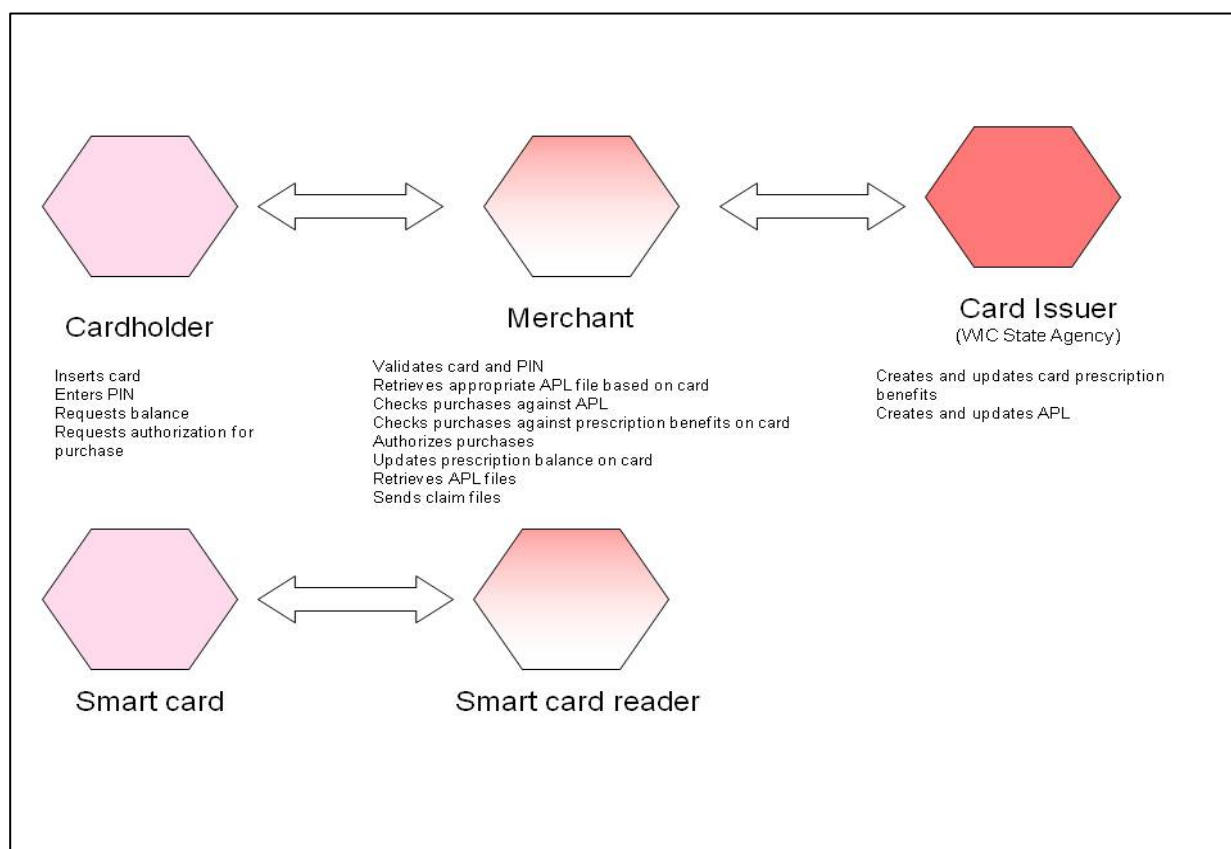 Cardholder
Inserts card
Enters PIN
Requests balance
Requests authorization for
purchase
Merchant
Validates card and PIN
Retrieves appropriate APL file based on card
Checks purchases against APL
Checks purchases against prescription benefits on card
Authorizes purchases
Updates prescription balance on card
Retrieves APL files
Sends claim files
Card Issuer
(WIC State Agency)
Creates and updates card prescription
benefits
Creates and updates APL
Smart card
Smart card reader